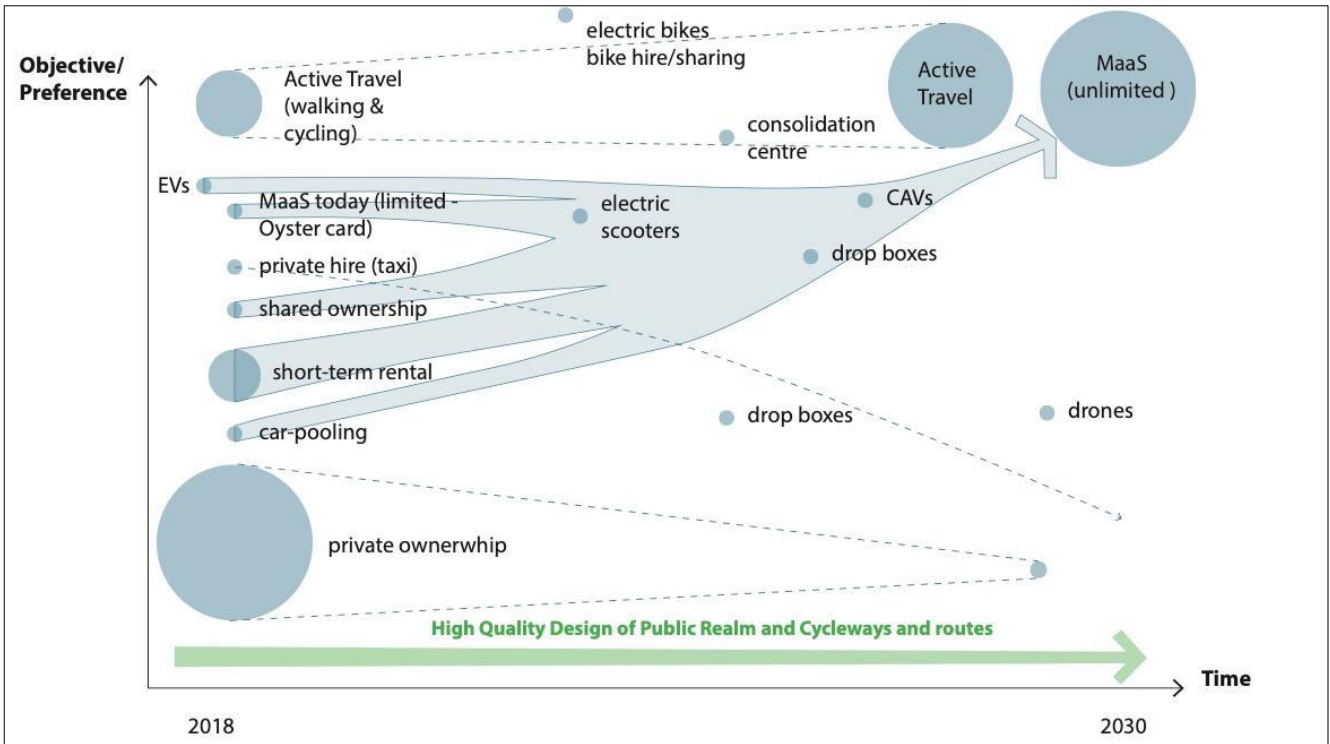 electric bikes
bike hire/sharing
Objective/
Preference
Active Travel
(walking &
cycling)
Active
Travel
MaaS
(unlimited )
consolidation
centre
EVs
MaaS today (limited -
Oyster card)
electric
scooters
CAVs
private hire (taxi)
drop boxes
shared ownership
short-term rental
drop boxes
drones
car-pooling
private ownerwhip
High Quality Design of Public Realm and Cycleways and routes
Time
2018
2030